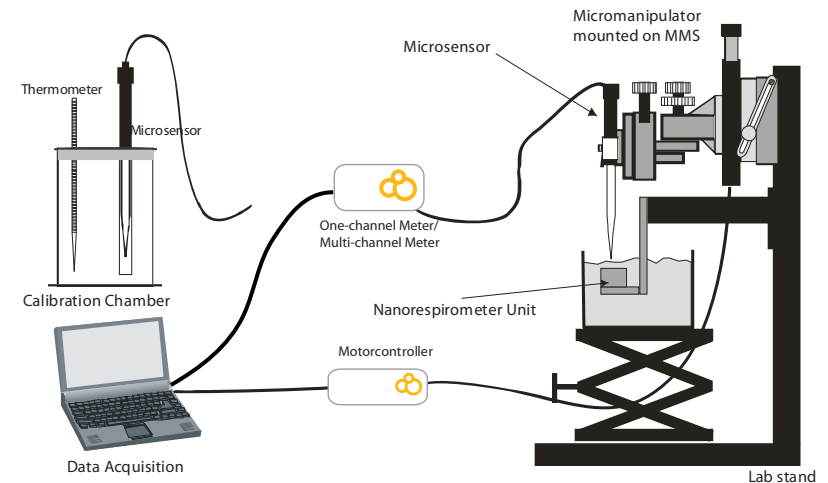 Micromanipulator
mounted on MMS
Microsensor
Thermometer
Microsensor
One-channel Meter/
Multi-channel Meter
Calibration Chamber
Nanorespirometer Unit
Motorcontroller
Data Acquisition
Lab stand